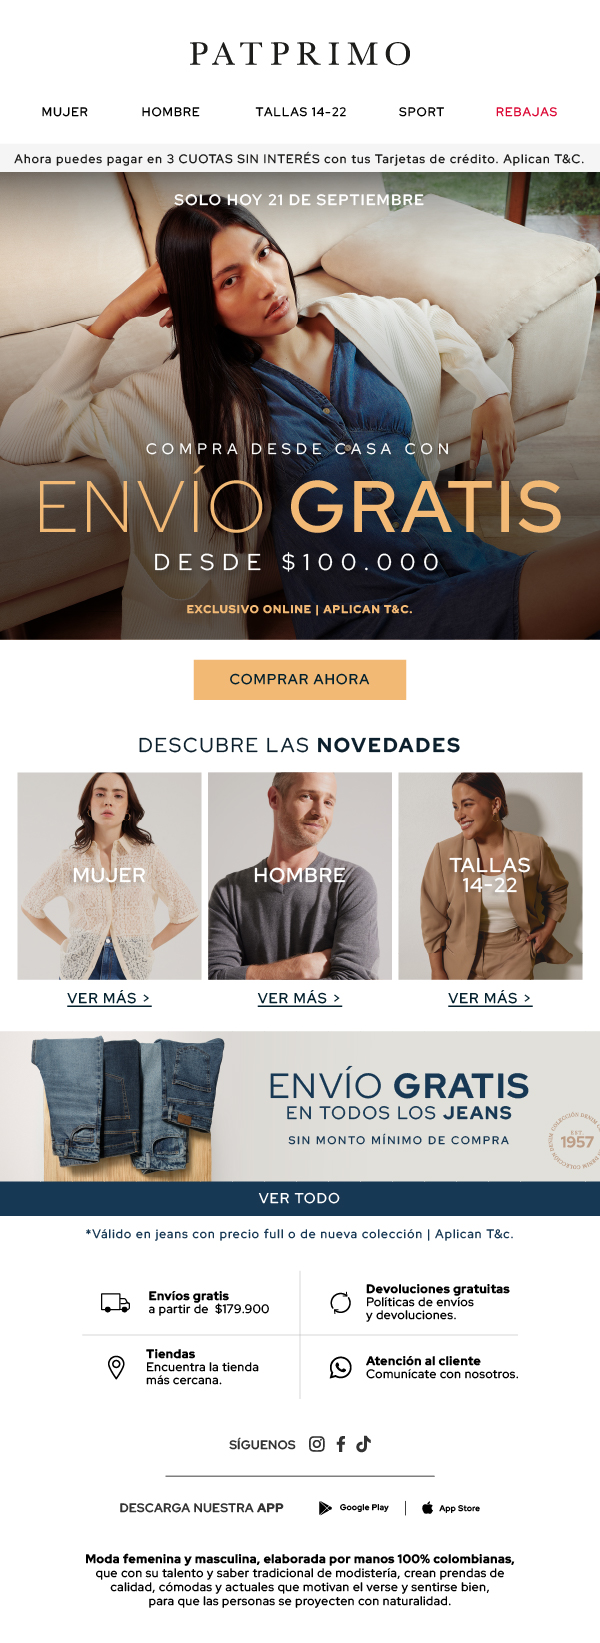 PATPRIMO
MUJER HOMBRE TALLAS 14-22 SPORT REBAJAS
Ahora puedes pagar en 3 CUOTAS SIN INTERÉS con tus Tarjetas de crédito. Aplican T&C.
SOLO HOY 21 DE SEPTIEMBRE
COMPRA DESDE CASA CON
ENVÍO GRATIS
DESDE $100.000
EXCLUSIVO ONLINE | APLICAN T&C.
COMPRAR AHORA
DESCUBRE LAS NOVEDADES
MUJER
HOMBRE
TALLAS
14-22
VER MÁS >
VER MÁS >
VER MÁS >
ENVÍO GRATIS
EN TODOS LOS JEANS
SIN MONTO MÍNIMO DE COMPRA
COLECCIÓN DENIM
EST.
1957
VER TODO
*Válido en jeans con precio full o de nueva colección | Aplican T&c.
Envíos gratis
a partir de $179.900
Devoluciones gratuitas
Políticas de envíos
y devoluciones.
Tiendas
Encuentra la tienda
más cercana.
Atención al cliente
Comunícate con nosotros.
SÍGUENOS
DESCARGA NUESTRA APP
Google Play | App Store
Moda femenina y masculina, elaborada por manos 100% colombianas,
que con su talento y saber tradicional de modistería, crean prendas de
calidad, cómodas y actuales que motivan el verse y sentirse bien,
para que las personas se proyecten con naturalidad.